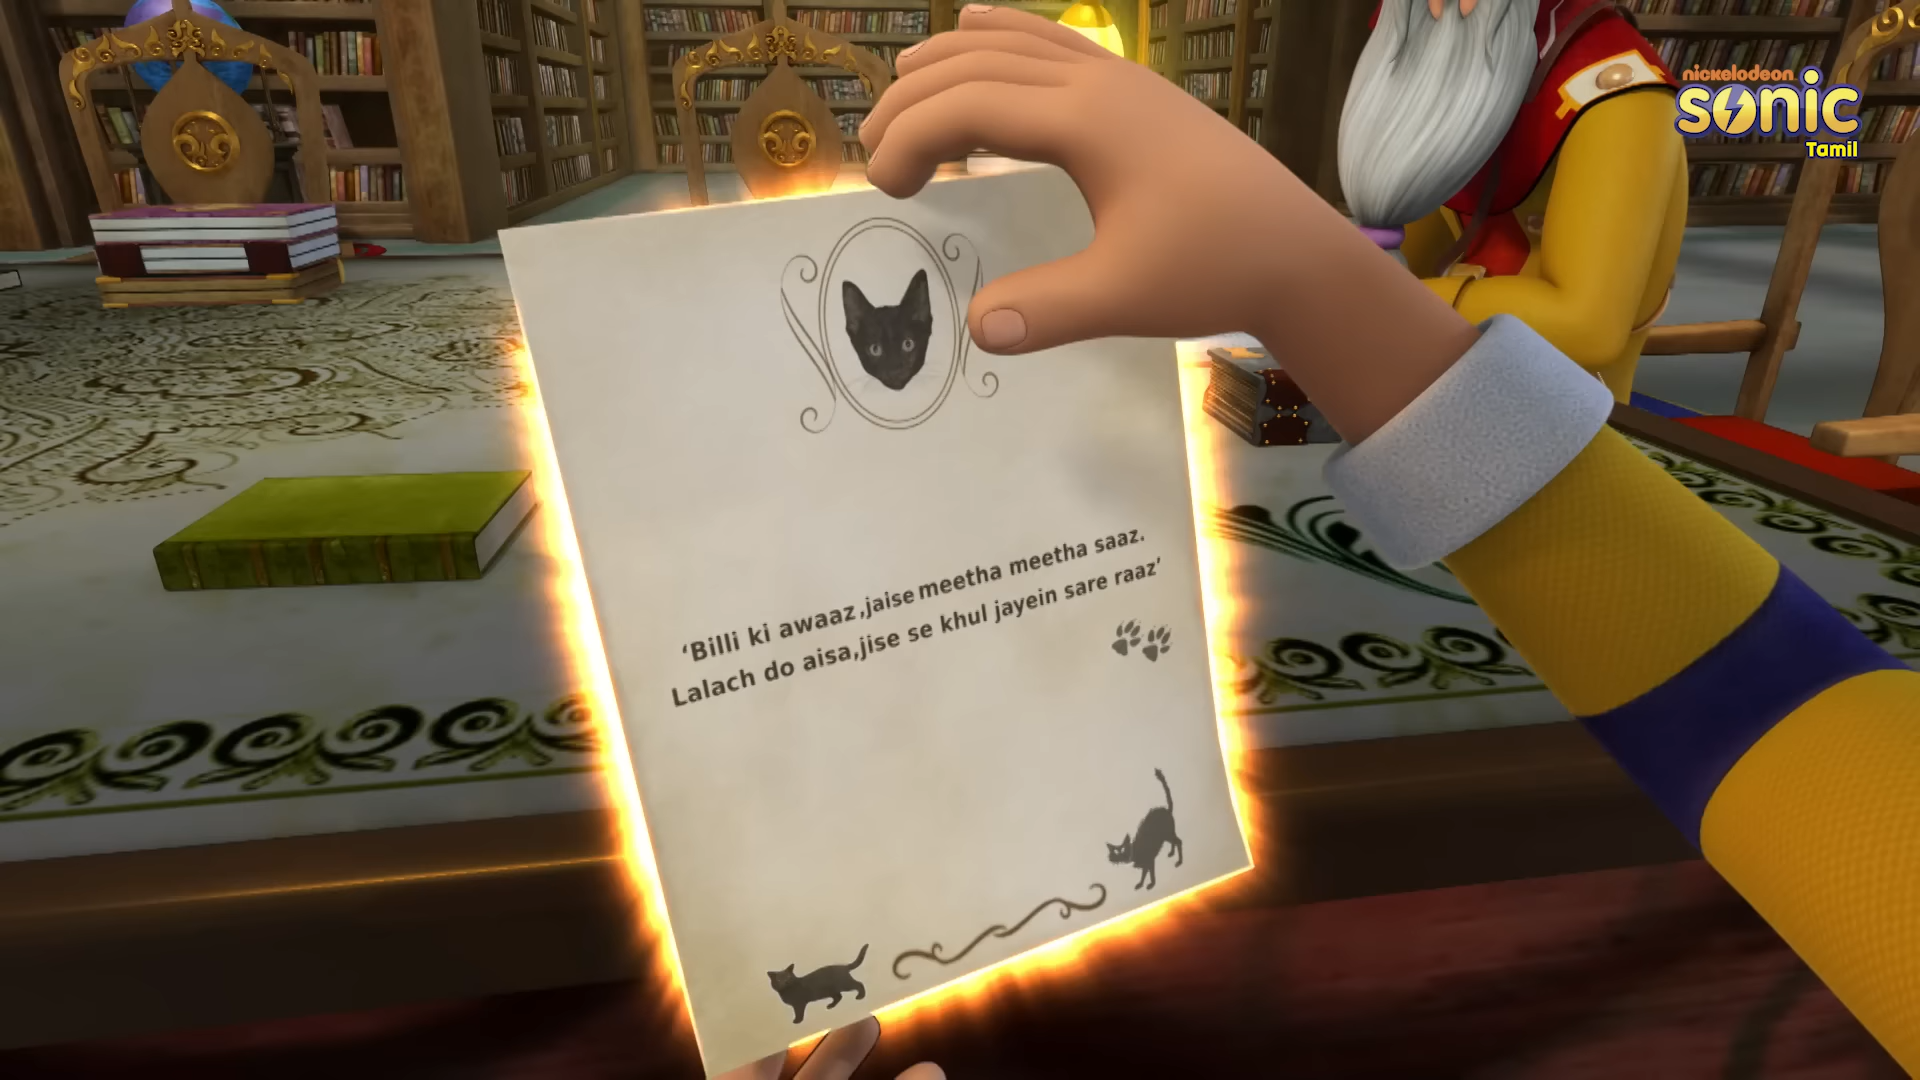 nickelodeon
sonic
Tamil
‘Billi ki awaaz,jaise meetha meetha saaz.
Lalach do aisa,jise se khul jayein sare raaz’